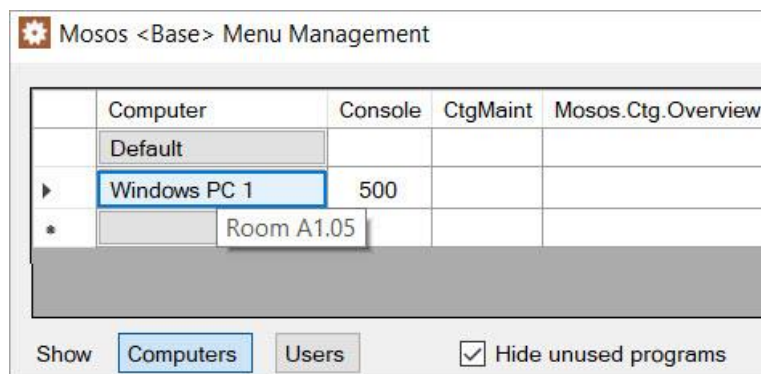 Mosos <Base> Menu Management
Computer Console CtgMaint Mosos.Ctg.Overview
Default
Windows PC 1 500
* Room A1.05
Show Computers Users Hide unused programs